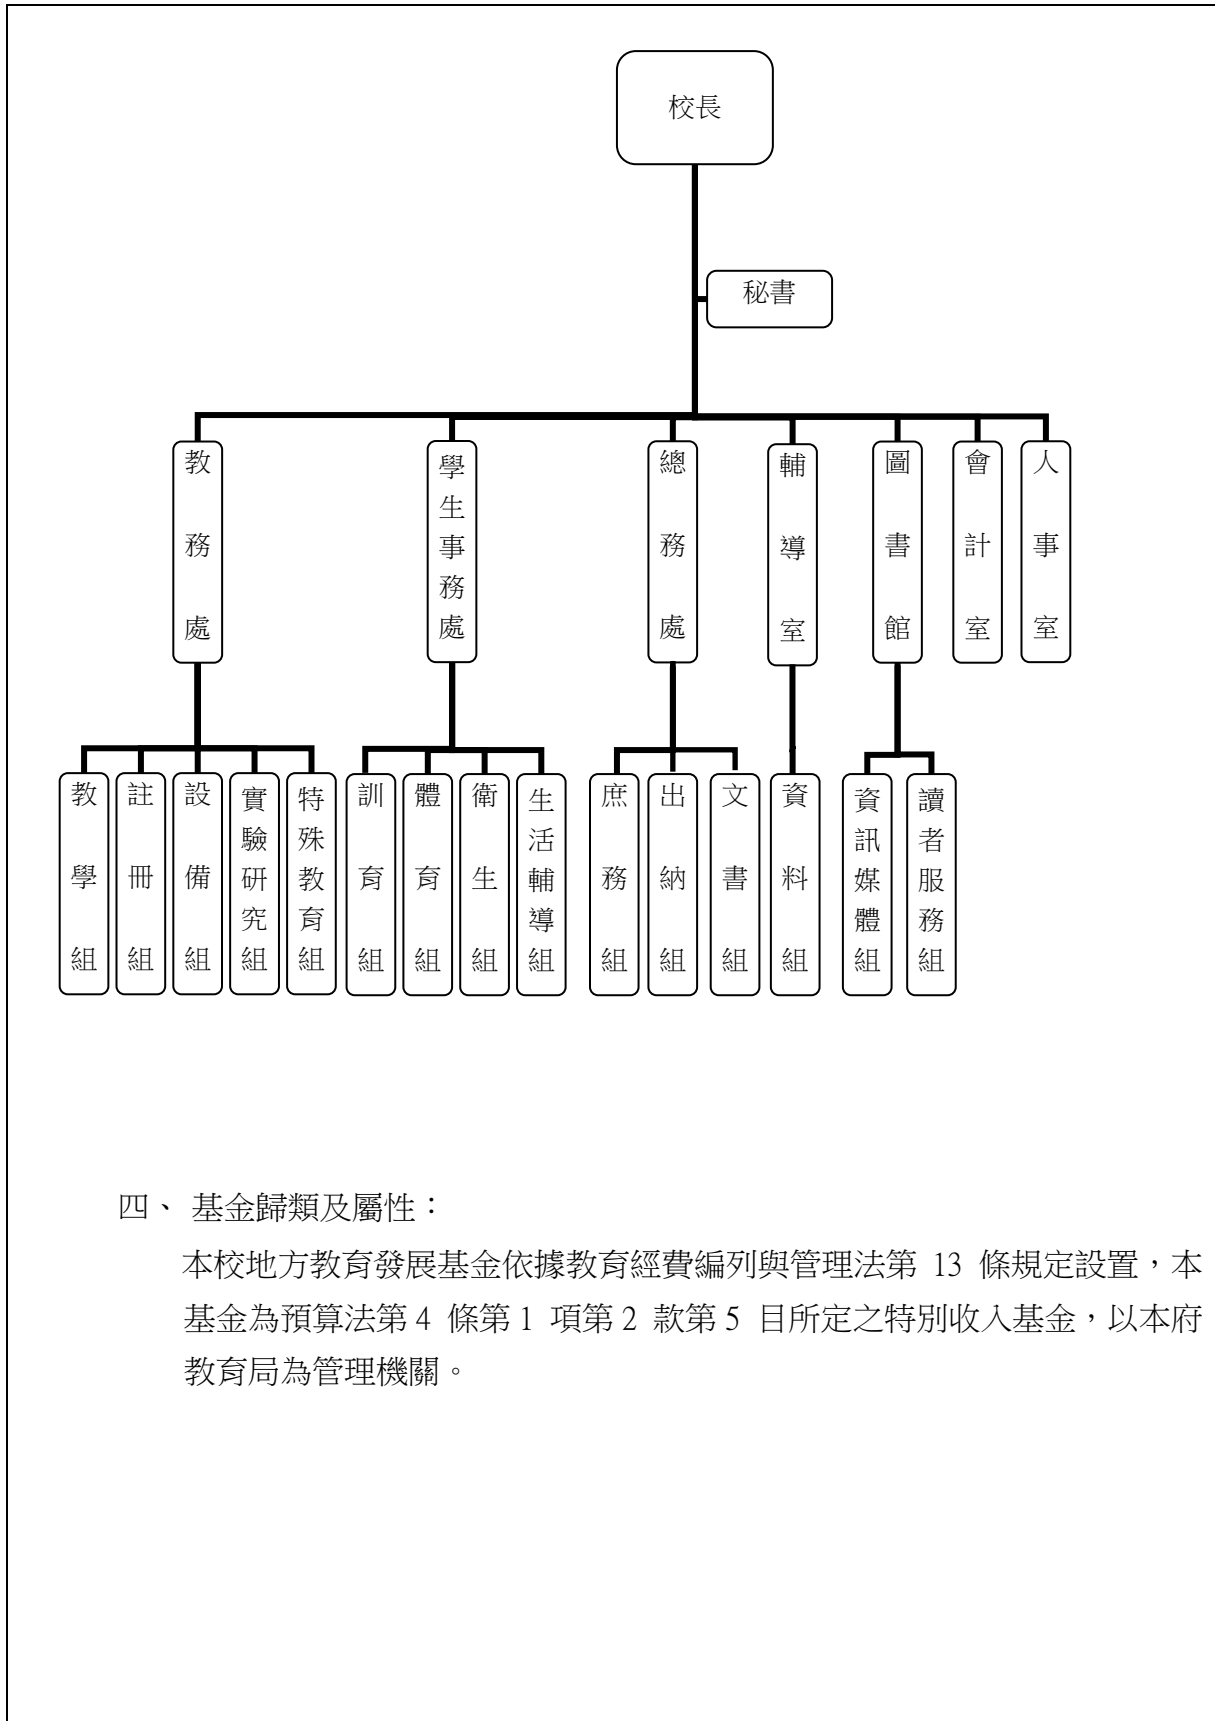 校長
秘書
教務處
學生事務處
總務處
輔導室
圖書館
會計室
人事室
教學組
註冊組
設備組
實驗研究組
特殊教育組
訓育組
體育組
衛生組
生活輔導組
庶務組
出納組
文書組
資料組
資訊媒體組
讀者服務組
四、 基金歸類及屬性：
本校地方教育發展基金依據教育經費編列與管理法第 13 條規定設置，本
基金為預算法第 4 條第 1 項第 2 款第 5 目所定之特別收入基金，以本府
教育局為管理機關。